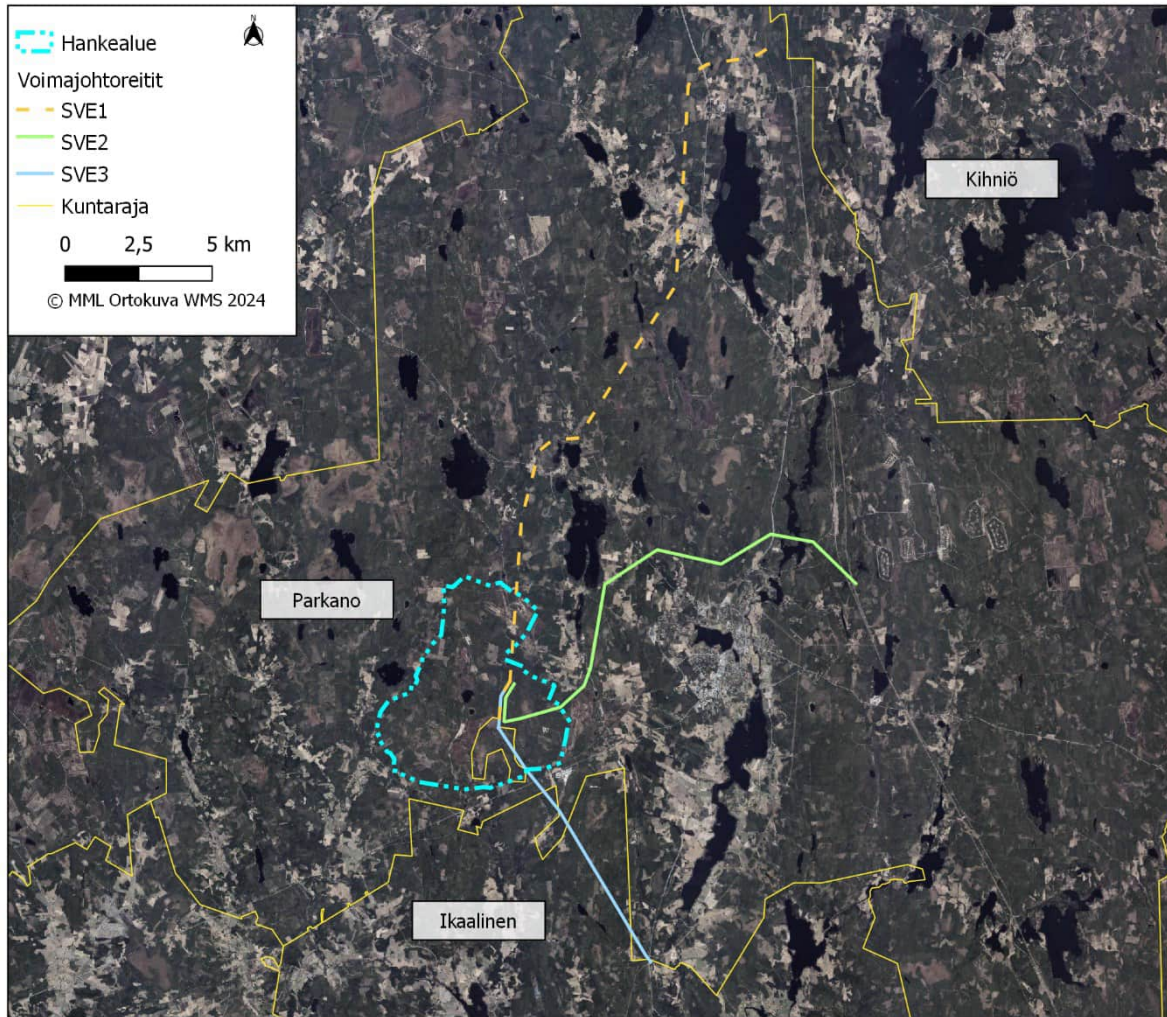 N
Hankealue
Voimajohtoreitit
SVE1
SVE2
SVE3
Kuntaraja
0 2,5 5 km
© MML Ortokuva WMS 2024
Kihniö
Parkano
Ikaalinen